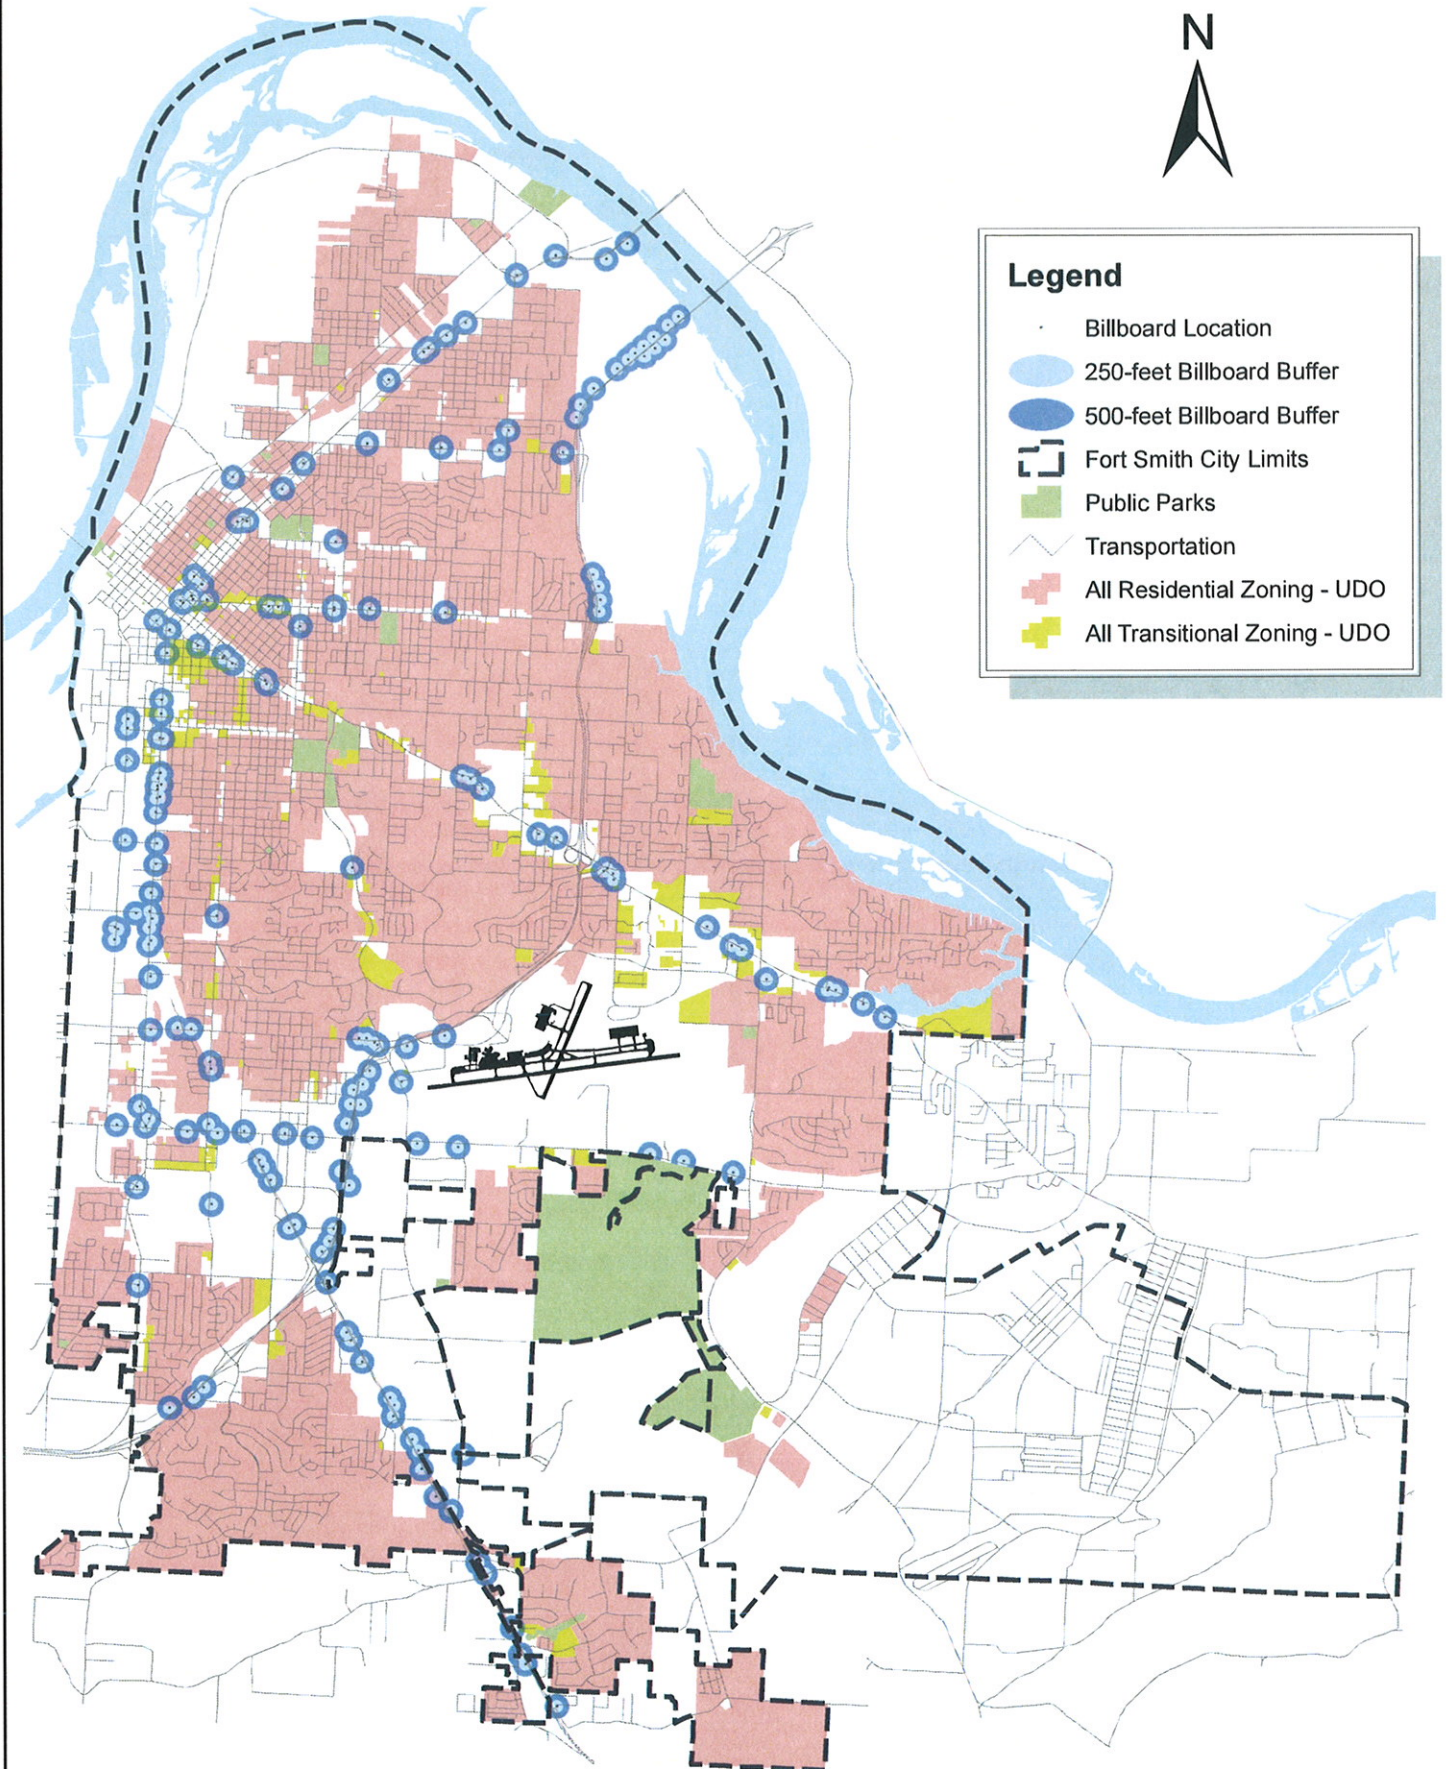 N
Legend
Billboard Location
250-feet Billboard Buffer
500-feet Billboard Buffer
Fort Smith City Limits
Public Parks
Transportation
All Residential Zoning - UDO
All Transitional Zoning - UDO